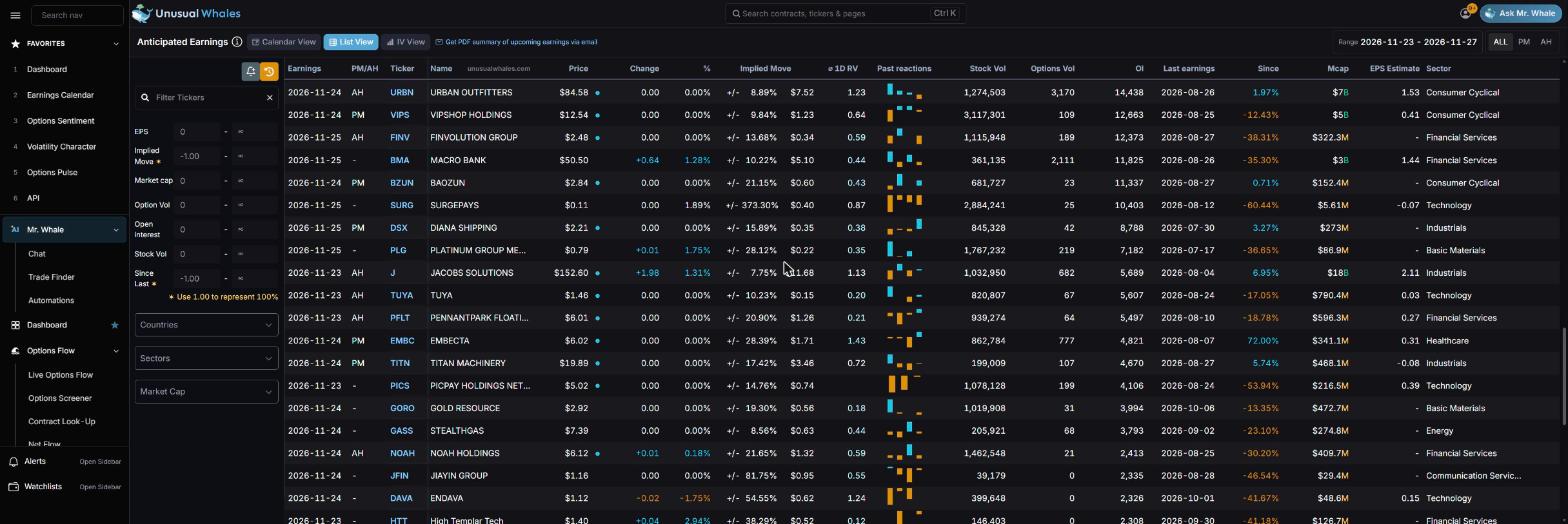 Search nav
Unusual Whales
Search contracts, tickers & pages
Ctrl K
9+
Ask Mr. Whale
FAVORITES
1 Dashboard
2 Earnings Calendar
3 Options Sentiment
4 Volatility Character
5 Options Pulse
6 API
Mr. Whale
Chat
Trade Finder
Automations
Dashboard
Options Flow
Live Options Flow
Options Screener
Contract Look-Up
Net Flow
Alerts Open Sidebar
Watchlists Open Sidebar
Anticipated Earnings
Calendar View
List View
IV View
Get PDF summary of upcoming earnings via email
Range 2026-11-23 - 2026-11-27
ALL PM AH
Filter Tickers
EPS 0 - ∞
Implied Move ✶ -1.00 - ∞
Market cap 0 - ∞
Option Vol 0 - ∞
Open interest 0 - ∞
Stock Vol 0 - ∞
Since Last ✶ -1.00 - ∞
✶ Use 1.00 to represent 100%
Countries
Sectors
Market Cap
Earnings PM/AH Ticker Name unusualwhales.com Price Change % Implied Move ⌀ 1D RV Past reactions Stock Vol Options Vol OI Last earnings Since Mcap EPS Estimate Sector
2026-11-24 AH URBN URBAN OUTFITTERS $84.58 0.00 0.00% +/- 8.89% $7.52 1.23 1,274,503 3,170 14,438 2026-08-26 1.97% $7B 1.53 Consumer Cyclical
2026-11-24 PM VIPS VIPSHOP HOLDINGS $12.54 0.00 0.00% +/- 9.84% $1.23 0.64 3,117,301 109 12,663 2026-08-25 -12.43% $5B 0.41 Consumer Cyclical
2026-11-25 AH FINV FINVOLUTION GROUP $2.48 0.00 0.00% +/- 13.68% $0.34 0.59 1,115,948 189 12,373 2026-08-27 -38.31% $322.3M - Financial Services
2026-11-25 - BMA MACRO BANK $50.50 +0.64 1.28% +/- 10.22% $5.10 0.44 361,135 2,111 11,825 2026-08-26 -35.30% $3B 1.44 Financial Services
2026-11-24 PM BZUN BAOZUN $2.84 0.00 0.00% +/- 21.15% $0.60 0.43 681,727 23 11,337 2026-08-27 0.71% $152.4M - Consumer Cyclical
2026-11-25 - SURG SURGEPAYS $0.11 0.00 1.89% +/- 373.30% $0.40 0.87 2,884,241 25 10,403 2026-08-12 -60.44% $5.61M -0.07 Technology
2026-11-25 PM DSX DIANA SHIPPING $2.21 0.00 0.00% +/- 15.89% $0.35 0.38 845,328 42 8,788 2026-07-30 3.27% $273M - Industrials
2026-11-25 - PLG PLATINUM GROUP ME... $0.79 +0.01 1.75% +/- 28.12% $0.22 0.35 1,767,232 219 7,182 2026-07-17 -36.65% $86.9M - Basic Materials
2026-11-23 AH J JACOBS SOLUTIONS $152.60 +1.98 1.31% +/- 7.75% 11.68 1.13 1,032,950 682 5,689 2026-08-04 6.95% $18B 2.11 Industrials
2026-11-23 AH TUYA TUYA $1.46 0.00 0.00% +/- 10.23% $0.15 0.20 820,807 67 5,607 2026-08-24 -17.05% $790.4M 0.03 Technology
2026-11-23 AH PFLT PENNANTPARK FLOATI... $6.01 0.00 0.00% +/- 20.90% $1.26 0.21 939,274 64 5,497 2026-08-10 -18.78% $596.3M 0.27 Financial Services
2026-11-24 PM EMBC EMBECTA $6.02 0.00 0.00% +/- 28.39% $1.71 1.43 862,784 777 4,821 2026-08-07 72.00% $341.1M 0.31 Healthcare
2026-11-24 PM TITN TITAN MACHINERY $19.89 0.00 0.00% +/- 17.42% $3.46 0.72 199,009 107 4,670 2026-08-27 5.74% $468.1M -0.08 Industrials
2026-11-23 - PICS PICPAY HOLDINGS NET... $5.02 0.00 0.00% +/- 14.76% $0.74 1,078,128 199 4,106 2026-08-24 -53.94% $216.5M 0.39 Technology
2026-11-24 - GORO GOLD RESOURCE $2.92 0.00 0.00% +/- 19.30% $0.56 0.18 1,019,908 31 3,994 2026-10-06 -13.35% $472.7M - Basic Materials
2026-11-24 - GASS STEALTHGAS $7.39 0.00 0.00% +/- 8.56% $0.63 0.44 205,921 68 3,793 2026-09-02 -23.10% $274.8M - Energy
2026-11-24 AH NOAH NOAH HOLDINGS $6.12 +0.01 0.18% +/- 21.65% $1.32 0.59 1,462,548 21 2,413 2026-08-25 -30.20% $409.7M - Financial Services
2026-11-24 - JFIN JIAYIN GROUP $1.16 0.00 0.00% +/- 81.75% $0.95 0.55 39,179 0 2,335 2026-08-28 -46.54% $29.4M - Communication Servic...
2026-11-24 - DAVA ENDAVA $1.12 -0.02 -1.75% +/- 54.55% $0.62 1.24 399,648 0 2,326 2026-10-01 -41.67% $48.6M 0.15 Technology
2026-11-23 - HTT High Templar Tech $1.40 +0.04 2.94% +/- 38.29% $0.52 0.12 146,403 0 2,308 2026-09-30 -41.18% $126.7M - Financial Services